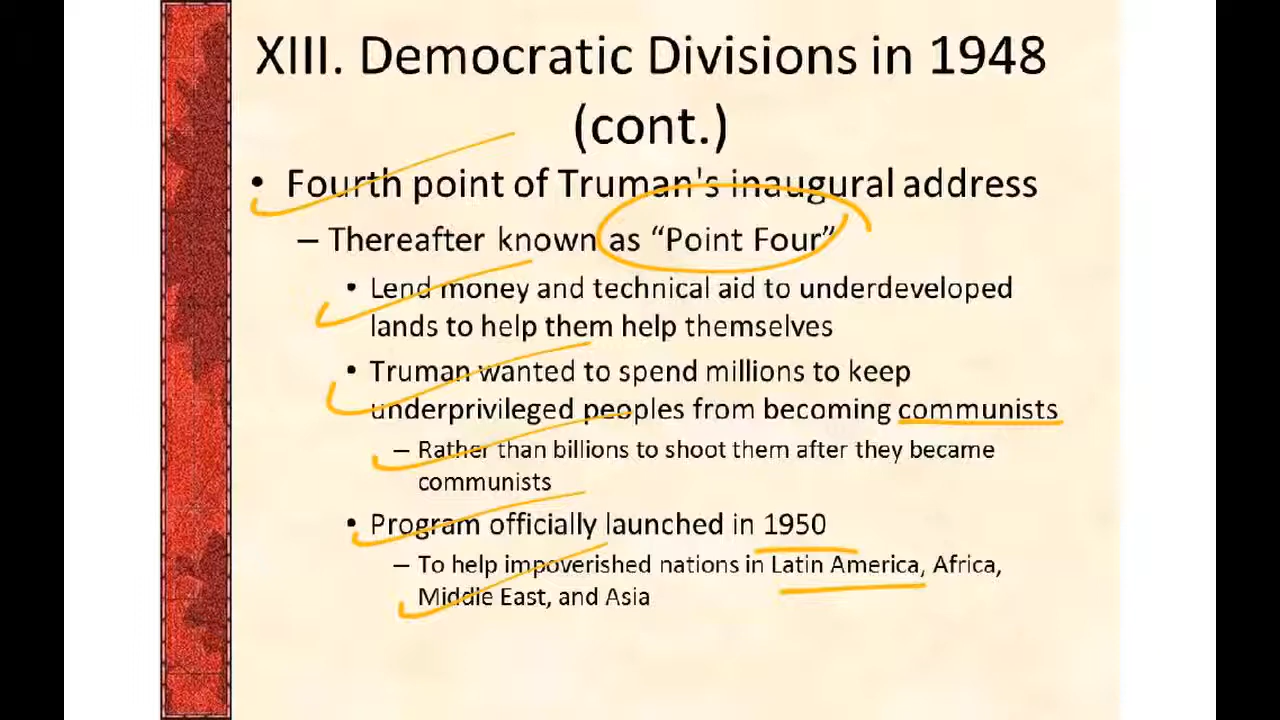 XIII. Democratic Divisions in 1948
(cont.)
• Fourth point of Truman's inaugural address
– Thereafter known as “Point Four”
• Lend money and technical aid to underdeveloped
lands to help them help themselves
• Truman wanted to spend millions to keep
underprivileged peoples from becoming communists
– Rather than billions to shoot them after they became
communists
• Program officially launched in 1950
– To help impoverished nations in Latin America, Africa,
Middle East, and Asia